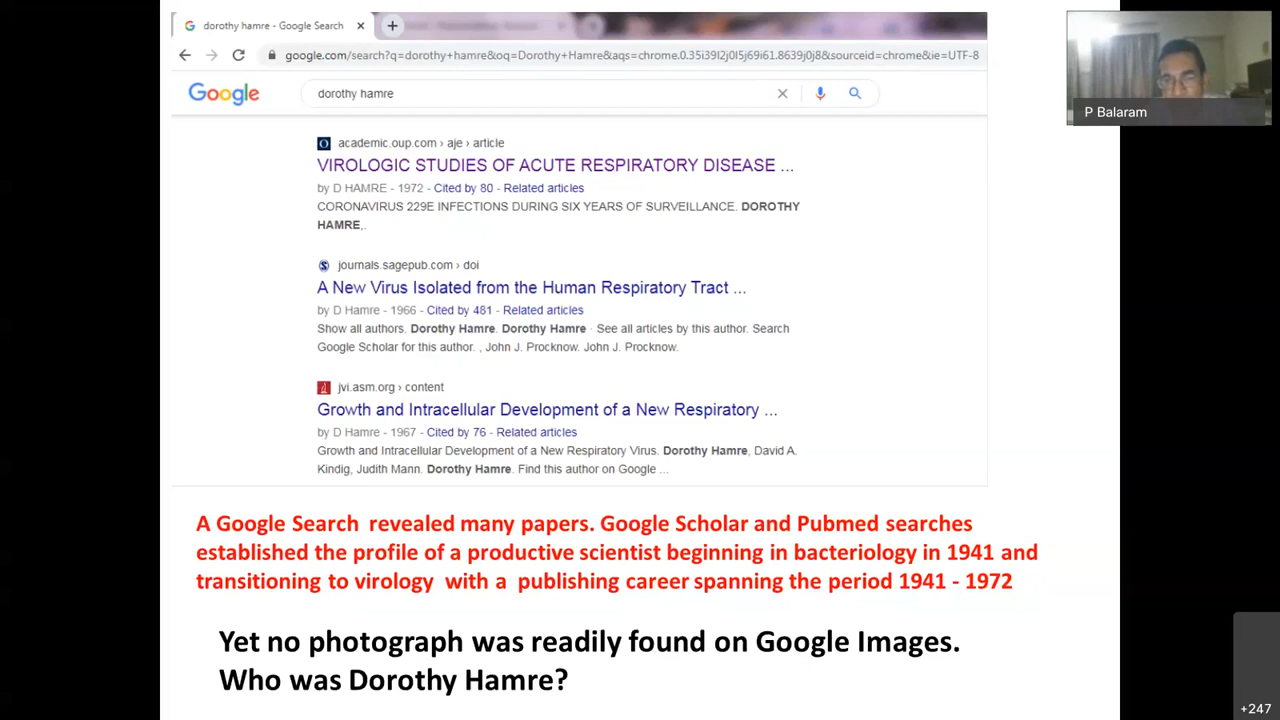 dorothy hamre - Google Search
google.com/search?q=dorothy+hamre&oq=Dorothy+Hamre&aqs=chrome.0.35i39l2j0l5j69i61.8639j0j8&sourceid=chrome&ie=UTF-8
Google
dorothy hamre
P Balaram
academic.oup.com › aje › article
VIROLOGIC STUDIES OF ACUTE RESPIRATORY DISEASE ...
by D HAMRE - 1972 - Cited by 80 - Related articles
CORONAVIRUS 229E INFECTIONS DURING SIX YEARS OF SURVEILLANCE. DOROTHY
HAMRE,.
journals.sagepub.com › doi
A New Virus Isolated from the Human Respiratory Tract ...
by D Hamre - 1966 - Cited by 481 - Related articles
Show all authors. Dorothy Hamre. Dorothy Hamre · See all articles by this author. Search
Google Scholar for this author. , John J. Procknow. John J. Procknow.
jvi.asm.org › content
Growth and Intracellular Development of a New Respiratory ...
by D Hamre - 1967 - Cited by 76 - Related articles
Growth and Intracellular Development of a New Respiratory Virus. Dorothy Hamre, David A.
Kindig, Judith Mann. Dorothy Hamre. Find this author on Google ...
A Google Search revealed many papers. Google Scholar and Pubmed searches
established the profile of a productive scientist beginning in bacteriology in 1941 and
transitioning to virology with a publishing career spanning the period 1941 - 1972
Yet no photograph was readily found on Google Images.
Who was Dorothy Hamre?
+247